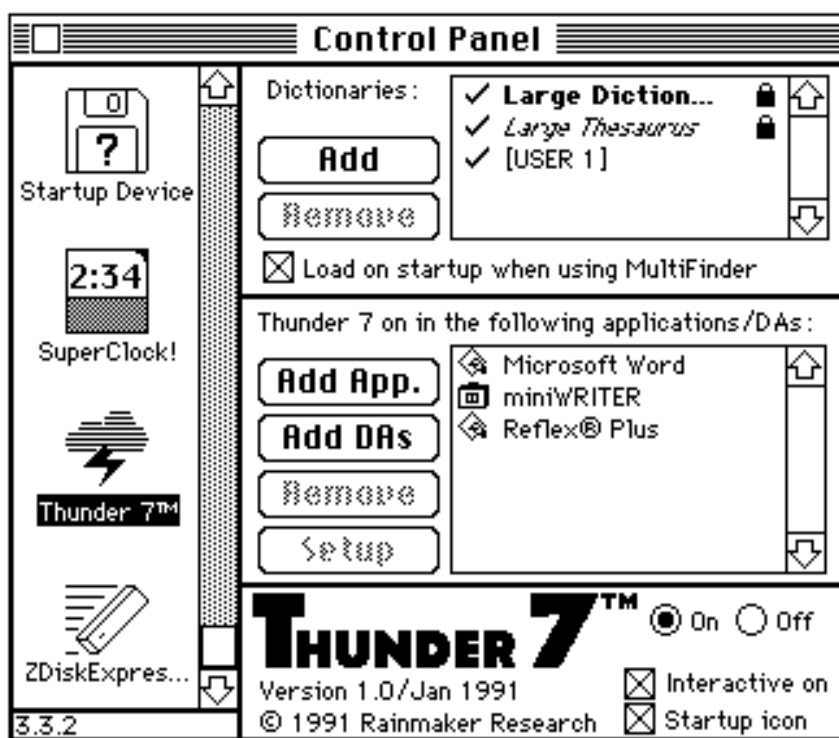 Control Panel
Startup Device
2:34
SuperClock!
Thunder 7™
ZDiskExpres...
3.3.2
Dictionaries:
Add
Remove
✓ Large Diction...
✓ Large Thesaurus
✓ [USER 1]
Load on startup when using MultiFinder
Thunder 7 on in the following applications/DAs:
Add App.
Add DAs
Remove
Setup
Microsoft Word
miniWRITER
Reflex® Plus
THUNDER 7™
On Off
Version 1.0/Jan 1991
© 1991 Rainmaker Research
Interactive on
Startup icon